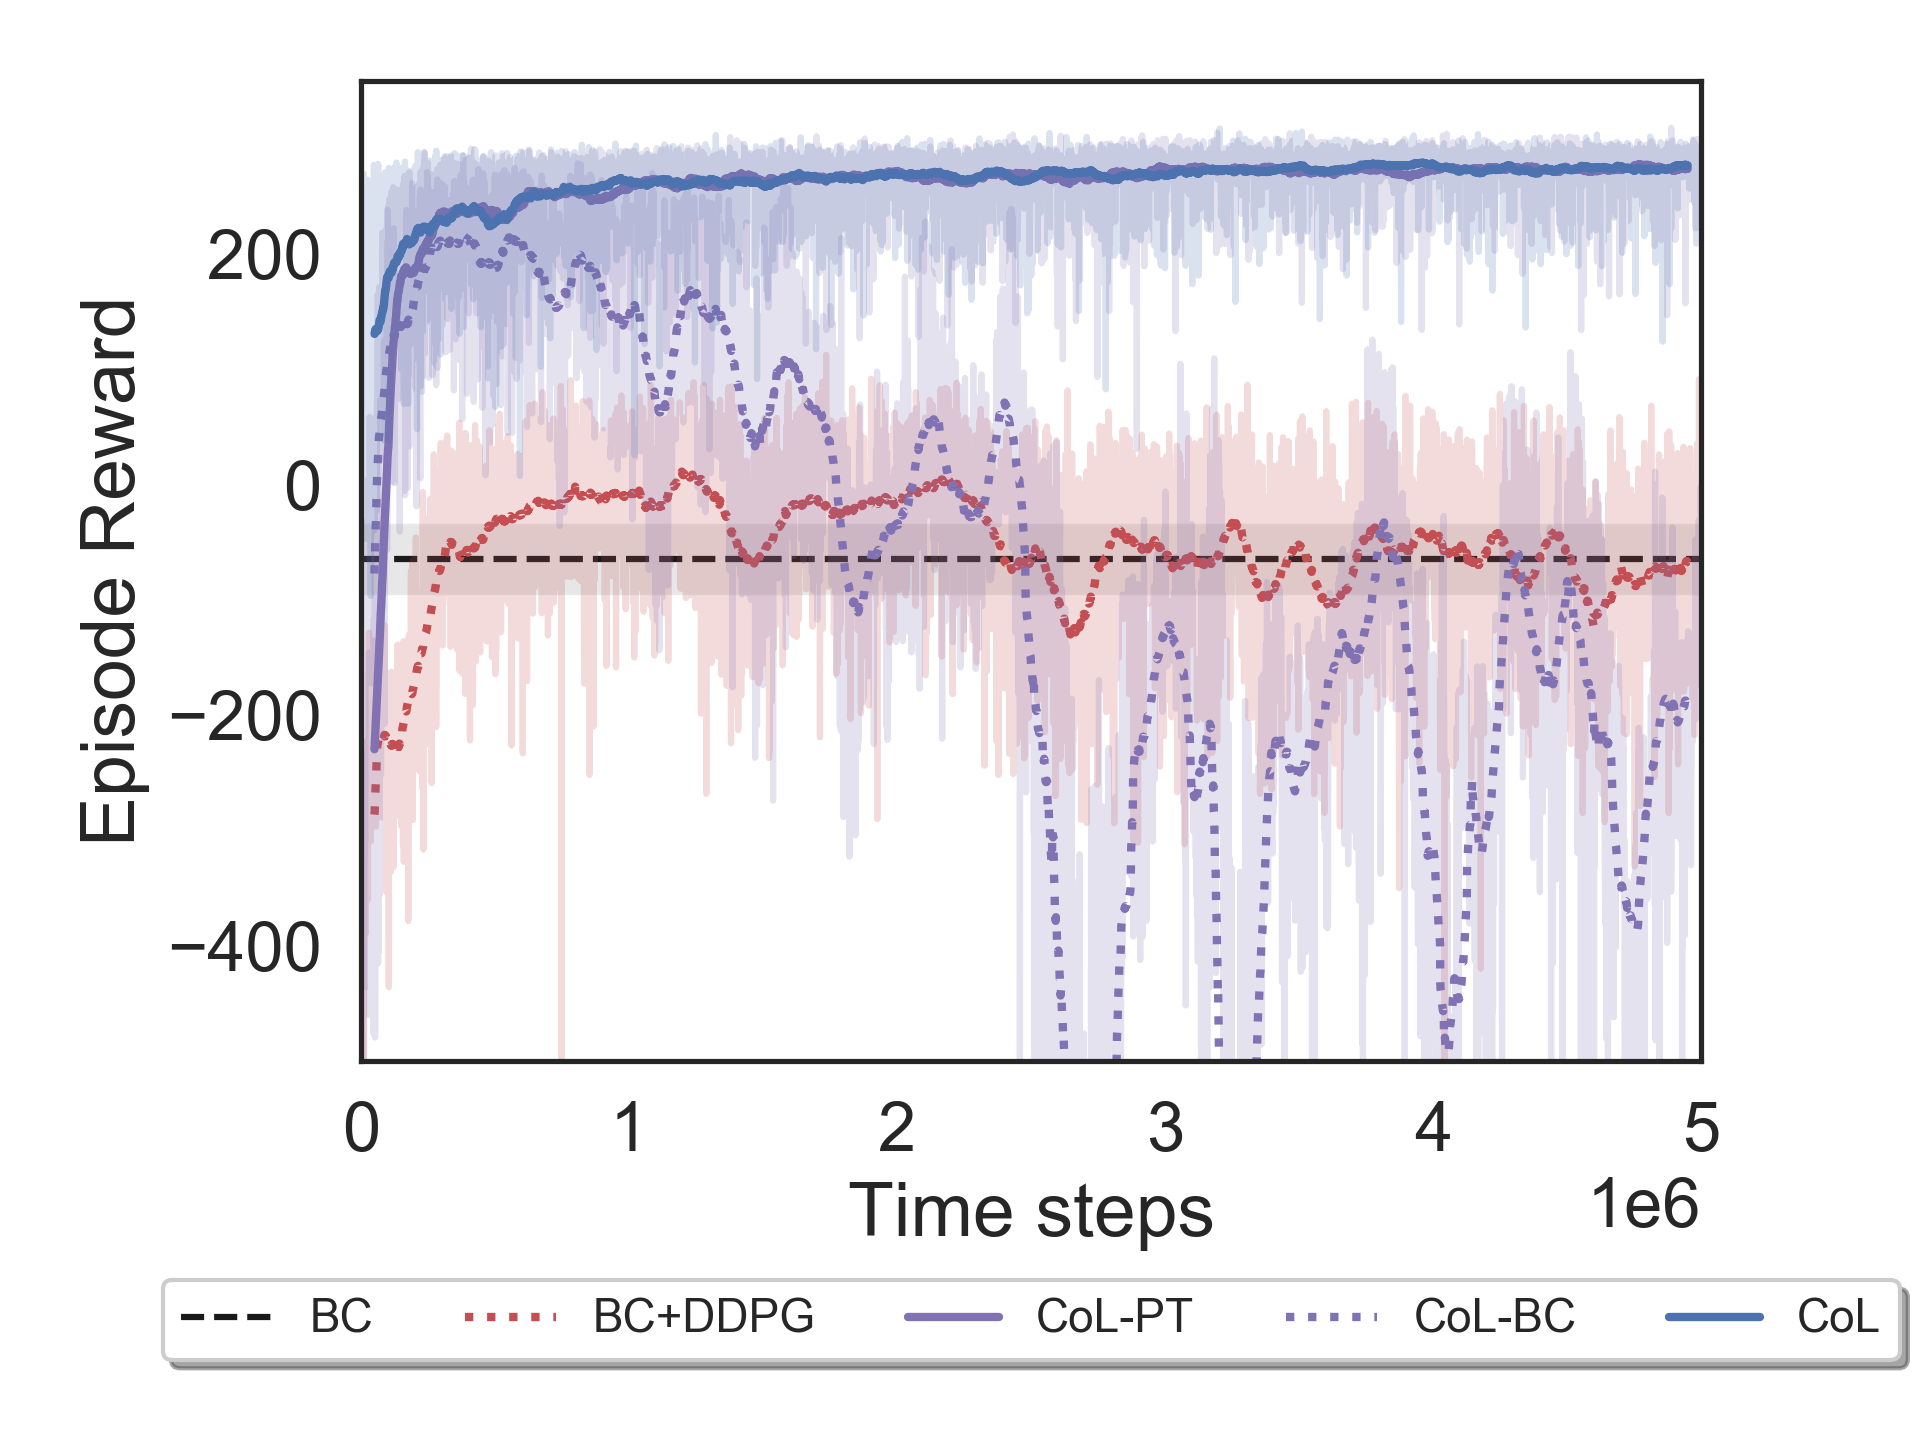 Episode Reward
200
0
−200
−400
0 1 2 3 4 5
Time steps
1e6
BC BC+DDPG CoL-PT CoL-BC CoL